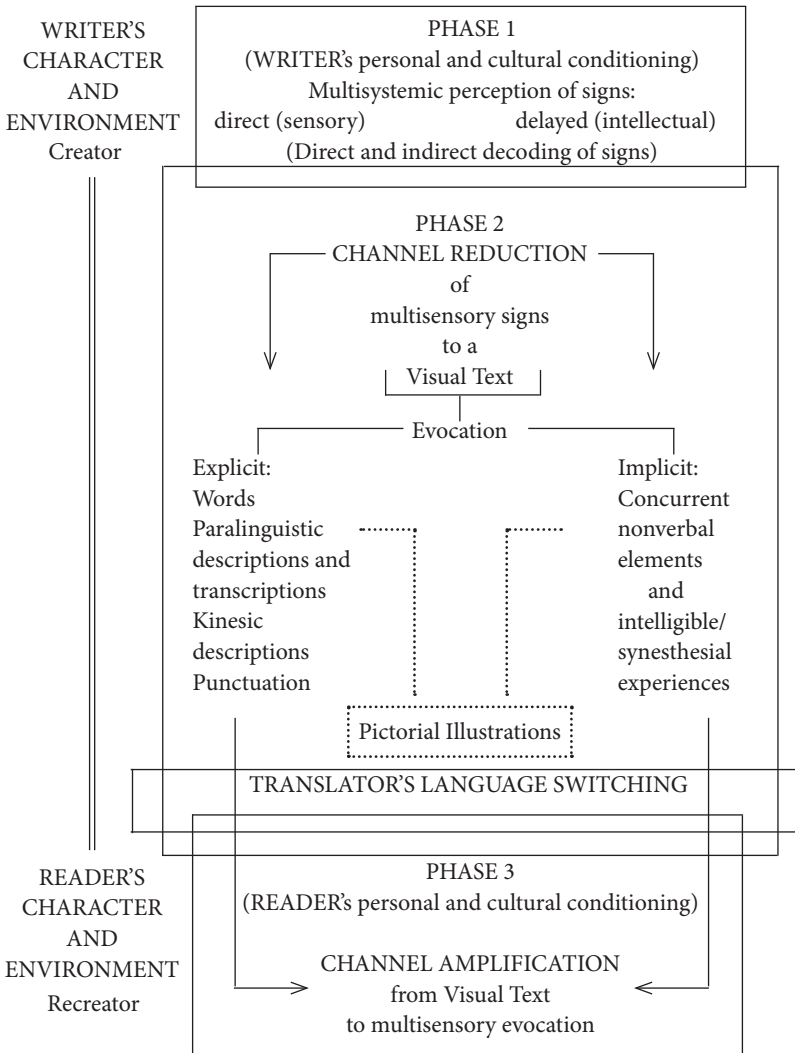 WRITER'S
CHARACTER
AND
ENVIRONMENT
Creator
PHASE 1
(WRITER's personal and cultural conditioning)
Multisystemic perception of signs:
direct (sensory) delayed (intellectual)
(Direct and indirect decoding of signs)
PHASE 2
CHANNEL REDUCTION
of
multisensory signs
to a
Visual Text
Evocation
Explicit:
Words
Paralinguistic
descriptions and
transcriptions
Kinesic
descriptions
Punctuation
Implicit:
Concurrent
nonverbal
elements
and
intelligible/
synesthesial
experiences
Pictorial Illustrations
TRANSLATOR'S LANGUAGE SWITCHING
READER'S
CHARACTER
AND
ENVIRONMENT
Recreator
PHASE 3
(READER's personal and cultural conditioning)
CHANNEL AMPLIFICATION
from Visual Text
to multisensory evocation